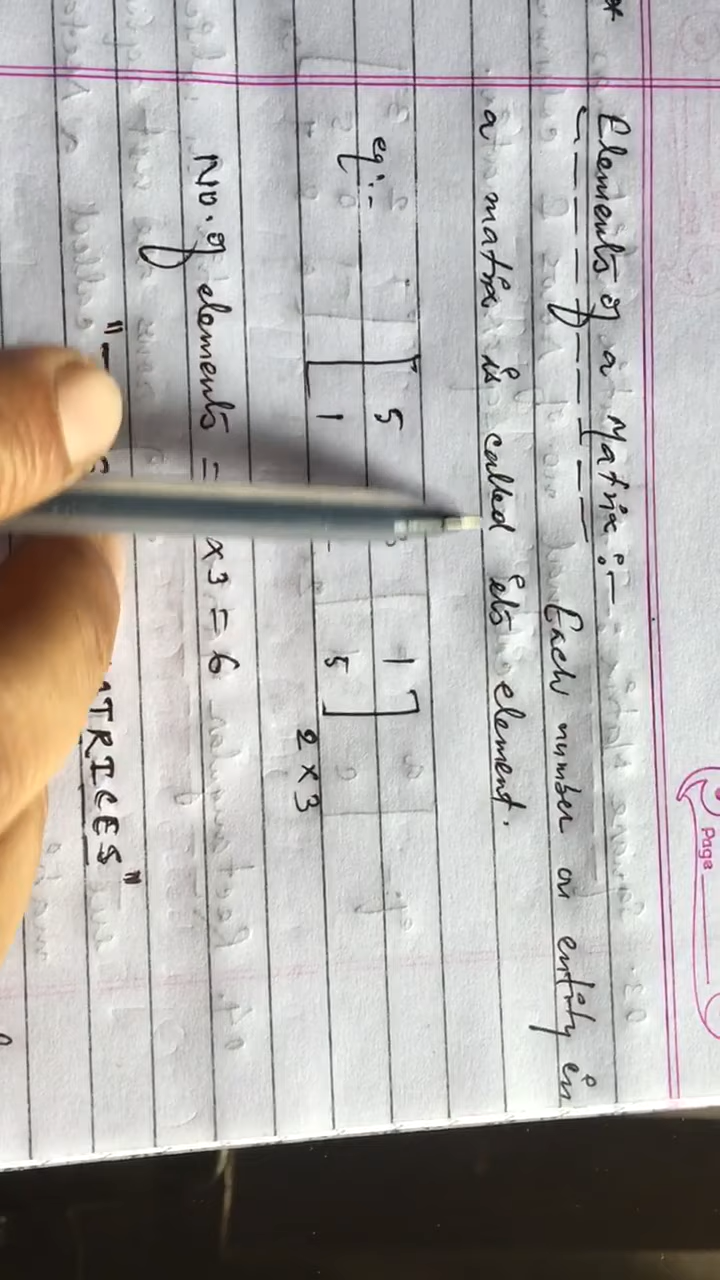 Page
Elements of a Matrix :-
Each number or entity in
a matrix is called its element.
eg:-
5 1
1 5
2 x 3
No. of elements = x 3 = 6
"TRICES"